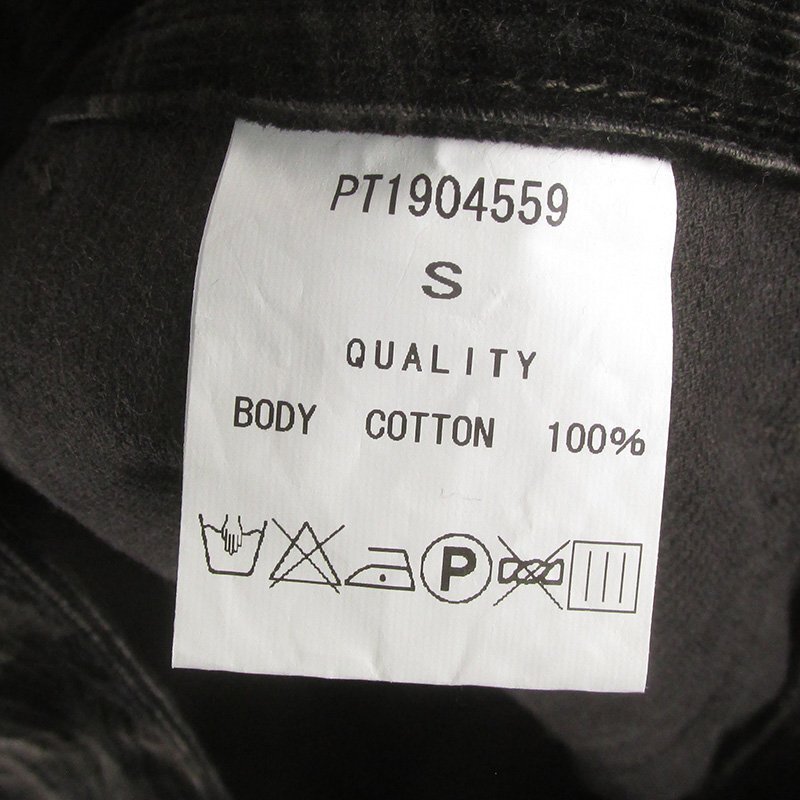 PT1904559
S
QUALITY
BODY COTTON 100%
P